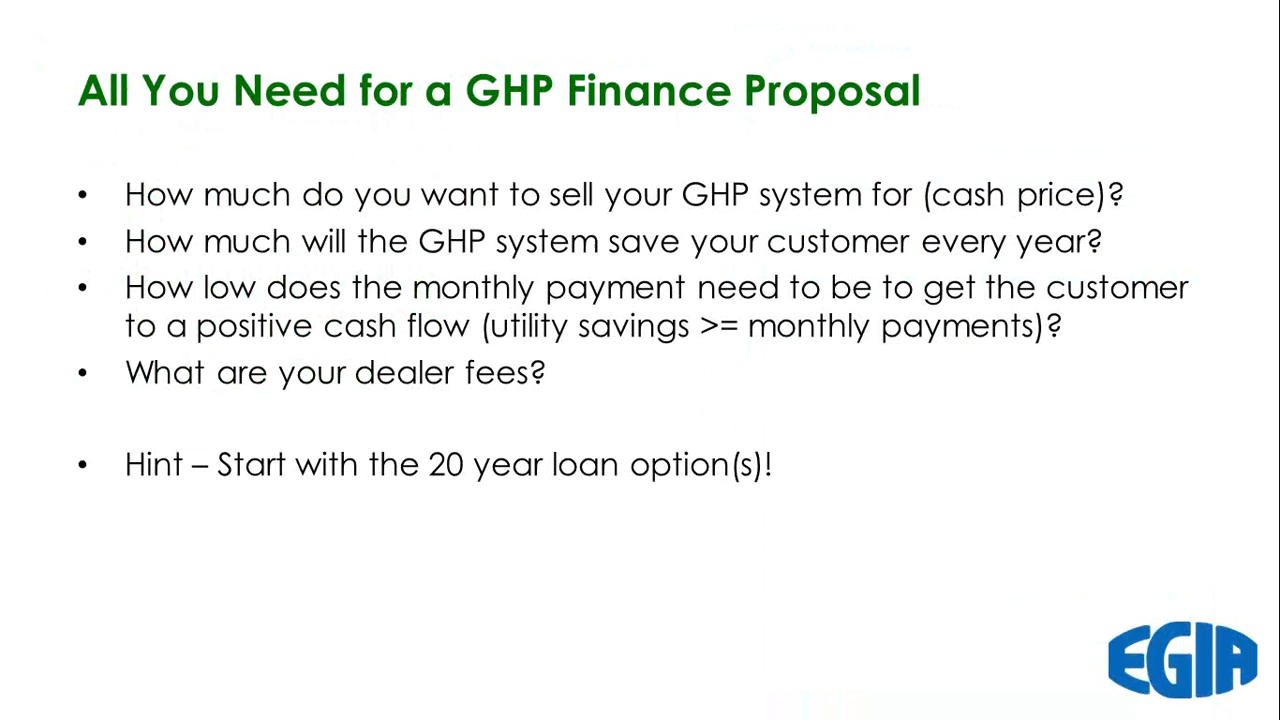 All You Need for a GHP Finance Proposal
• How much do you want to sell your GHP system for (cash price)?
• How much will the GHP system save your customer every year?
• How low does the monthly payment need to be to get the customer
to a positive cash flow (utility savings >= monthly payments)?
• What are your dealer fees?
• Hint – Start with the 20 year loan option(s)!
EGIA